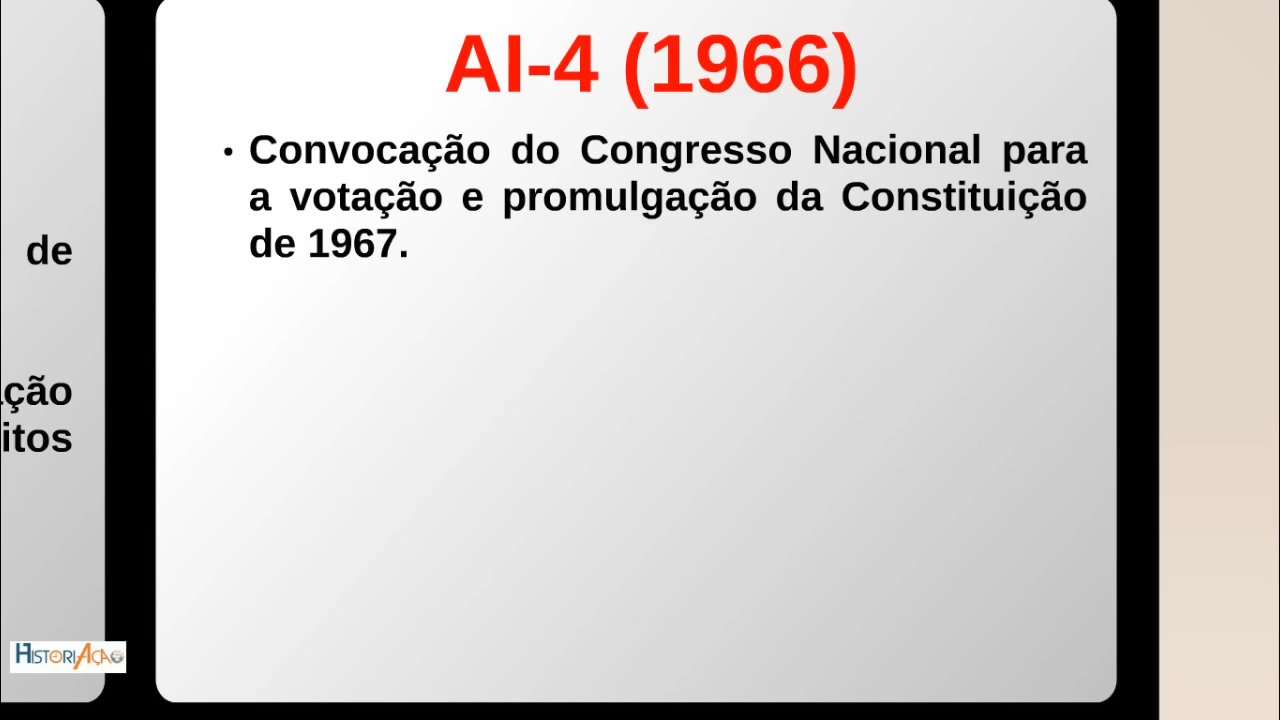 AI-4 (1966)
• Convocação do Congresso Nacional para
a votação e promulgação da Constituição
de 1967.
de
ção
itos
HISTORIAÇÃO